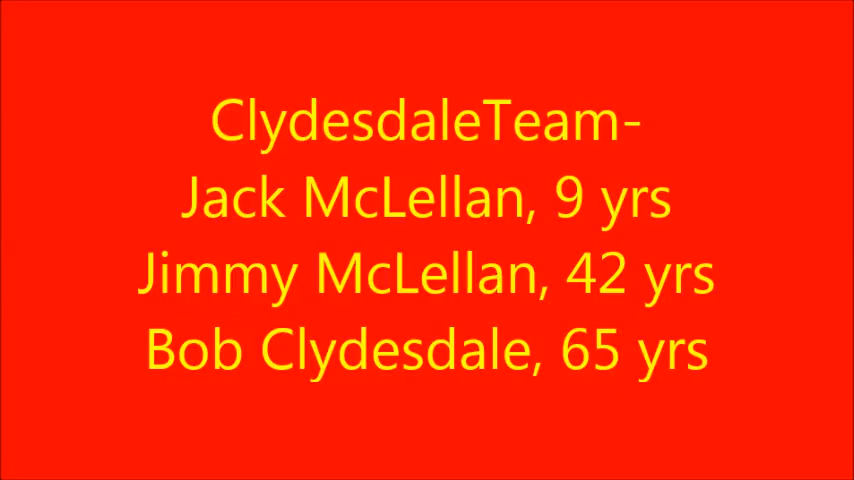 ClydesdaleTeam-
Jack McLellan, 9 yrs
Jimmy McLellan, 42 yrs
Bob Clydesdale, 65 yrs